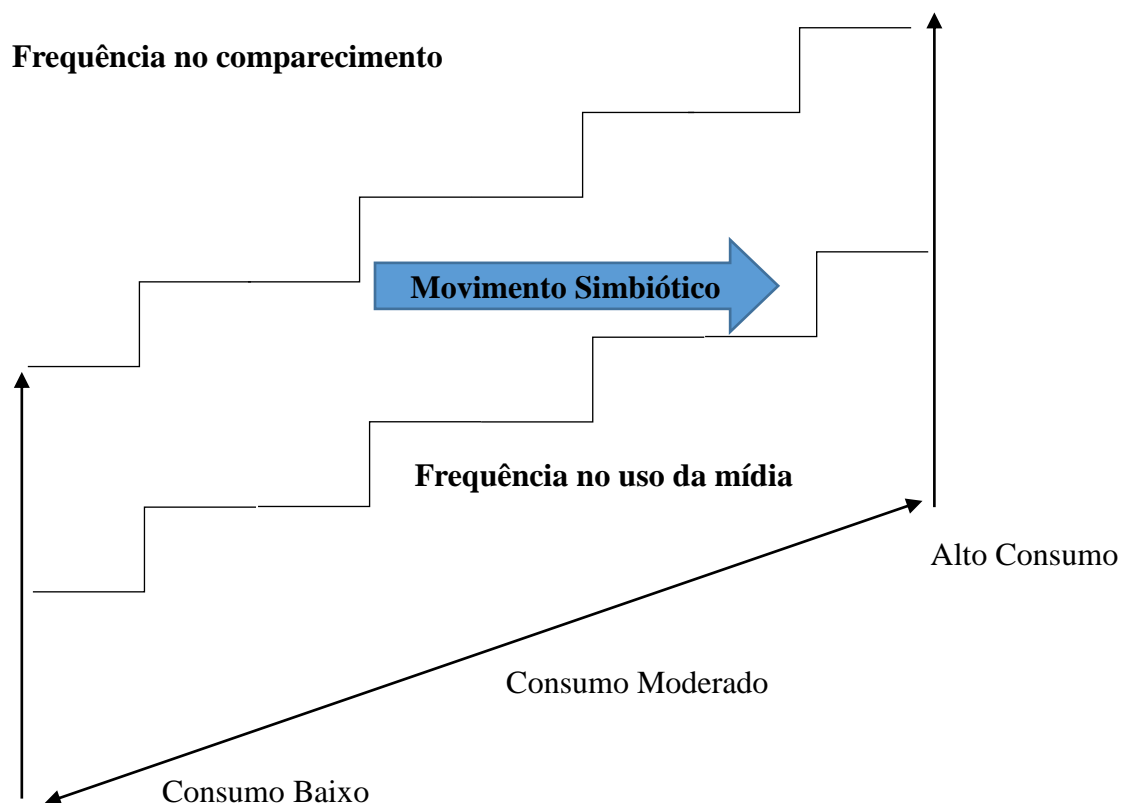 Frequência no comparecimento
Movimento Simbiótico
Frequência no uso da mídia
Alto Consumo
Consumo Moderado
Consumo Baixo